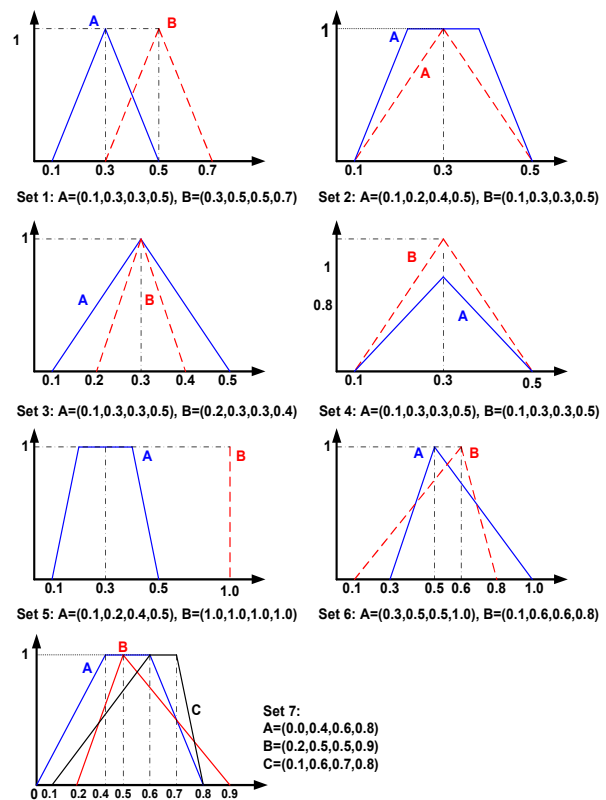 A B
1
0.1 0.3 0.5 0.7
Set 1: A=(0.1,0.3,0.3,0.5), B=(0.3,0.5,0.5,0.7)
1 A
A
0.1 0.3 0.5
Set 2: A=(0.1,0.2,0.4,0.5), B=(0.1,0.3,0.3,0.5)
1
A B
0.1 0.2 0.3 0.4 0.5
Set 3: A=(0.1,0.3,0.3,0.5), B=(0.2,0.3,0.3,0.4)
B
1
0.8
A
0.1 0.3 0.5
Set 4: A=(0.1,0.3,0.3,0.5), B=(0.1,0.3,0.3,0.5)
1 A B
0.1 0.3 0.5 1.0
Set 5: A=(0.1,0.2,0.4,0.5), B=(1.0,1.0,1.0,1.0)
1 A B
0.1 0.3 0.5 0.6 0.8 1.0
Set 6: A=(0.3,0.5,0.5,1.0), B=(0.1,0.6,0.6,0.8)
B
1
A
C
0 0.1 0.2 0.4 0.5 0.6 0.7 0.8 0.9
Set 7:
A=(0.0,0.4,0.6,0.8)
B=(0.2,0.5,0.5,0.9)
C=(0.1,0.6,0.7,0.8)